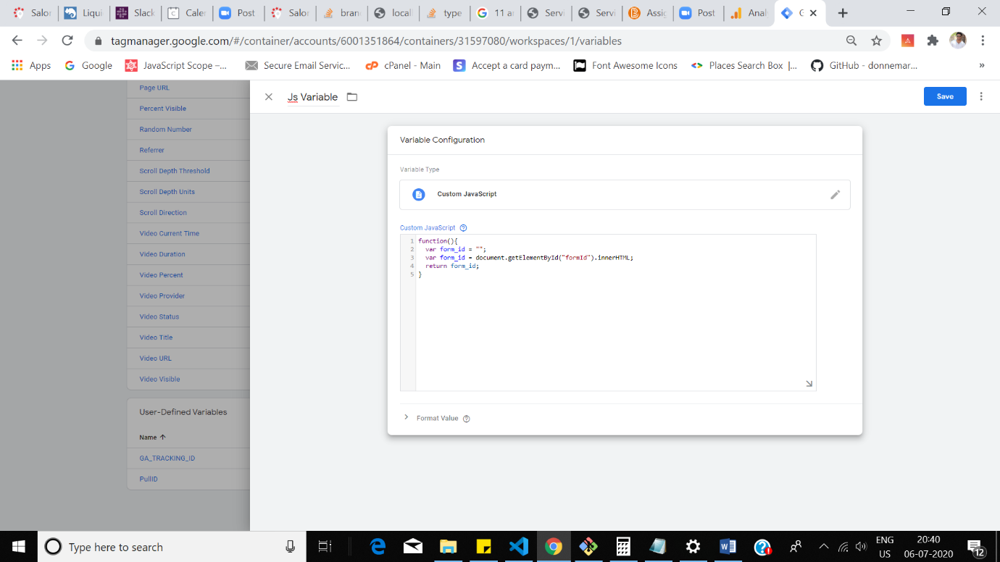 Salor Liqui Slack Caler Post Salor bran locali type 11 ar Servi Servi Assig Post Anal G
tagmanager.google.com/#/container/accounts/6001351864/containers/31597080/workspaces/1/variables
Apps Google JavaScript Scope –... Secure Email Servic... cPanel - Main Accept a card paym... Font Awesome Icons Places Search Box |... GitHub - donnemar... »
Page URL
Percent Visible
Random Number
Referrer
Scroll Depth Threshold
Scroll Depth Units
Scroll Direction
Video Current Time
Video Duration
Video Percent
Video Provider
Video Status
Video Title
Video URL
Video Visible
User-Defined Variables
Name ↑
GA_TRACKING_ID
PullID
Js Variable
Save
Variable Configuration
Variable Type
Custom JavaScript
Custom JavaScript
1 function(){
2 var form_id = "";
3 var form_id = document.getElementById("formId").innerHTML;
4 return form_id;
5 }
Format Value
Type here to search
ENG
US
20:40
06-07-2020
12